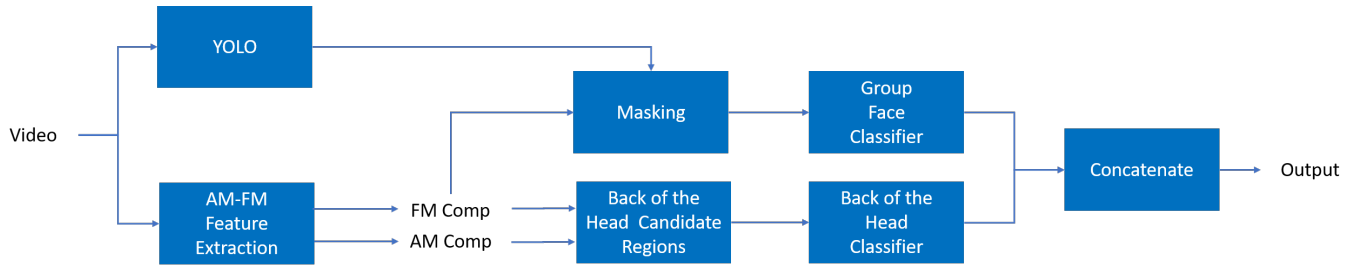 YOLO
Video
Masking
Group
Face
Classifier
AM-FM
Feature
Extraction
FM Comp
AM Comp
Back of the
Head Candidate
Regions
Back of the
Head
Classifier
Concatenate
Output